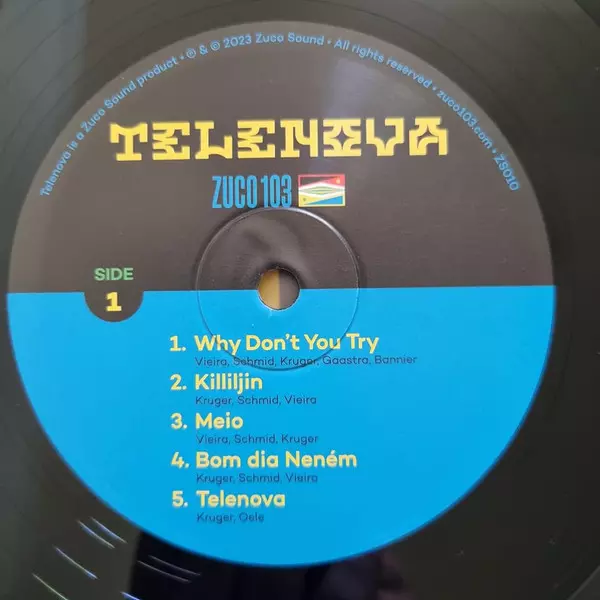 Telenova is a Zuco Sound product • ℗ & © 2023 Zuco Sound • All rights reserved • zuco103.com • ZS010
TELENOVA
ZUCO 103
SIDE
1
1. Why Don't You Try
Vieira, Schmid, Kruger, Gaastra, Bannier
2. Killiljin
Kruger, Schmid, Vieira
3. Meio
Vieira, Schmid, Kruger
4. Bom dia Neném
Kruger, Schmid, Vieira
5. Telenova
Kruger, Oele